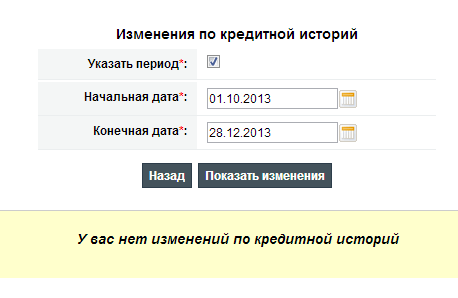 Изменения по кредитной историй
Указать период*:
Начальная дата*: 01.10.2013
Конечная дата*: 28.12.2013
Назад Показать изменения
У вас нет изменений по кредитной историй